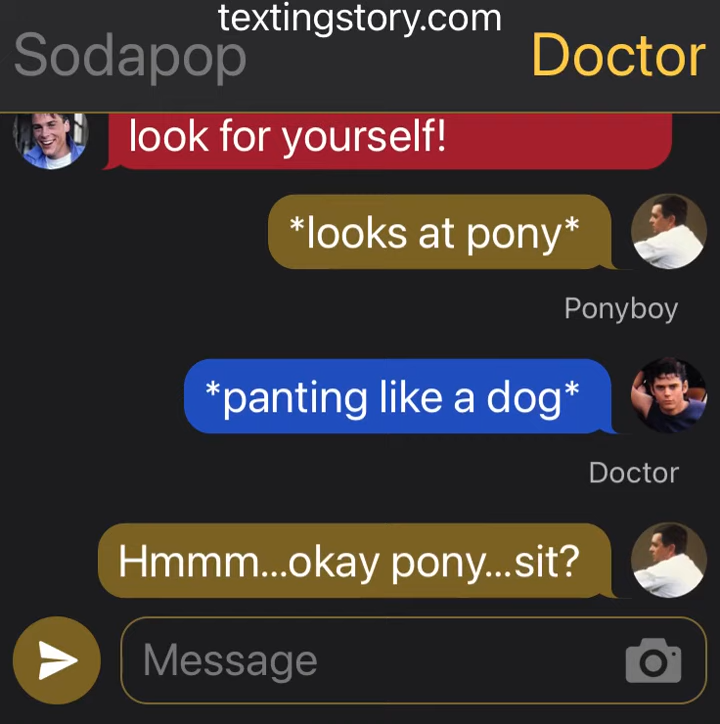 textingstory.com
Sodapop Doctor
look for yourself!
*looks at pony*
Ponyboy
*panting like a dog*
Doctor
Hmmm...okay pony...sit?
Message